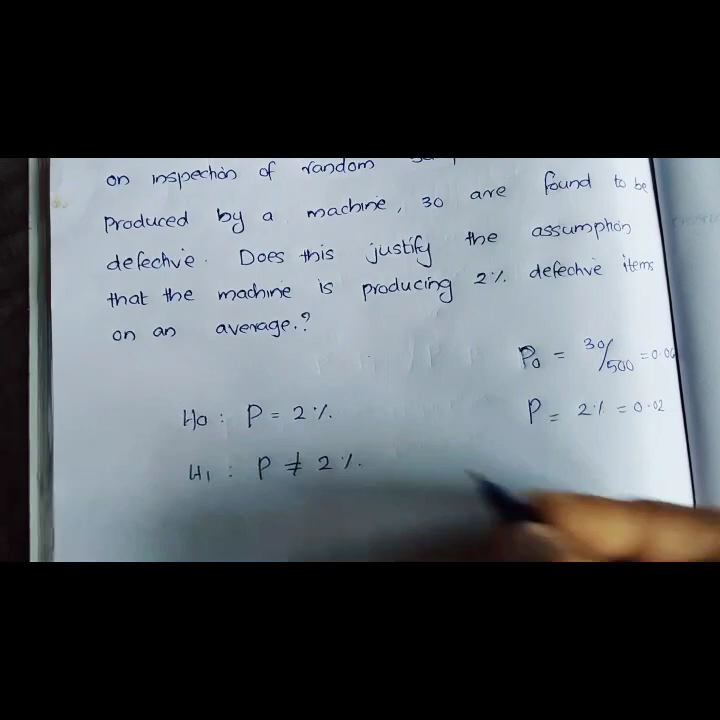 on inspection of random
Produced by a machine, 30 are found to be
defective. Does this justify the assumption
that the machine is producing 2% defective items
on an average.?
P0 = 30/500 = 0.06
H0 : P = 2%.
P = 2% = 0.02
H1 : P ≠ 2%.